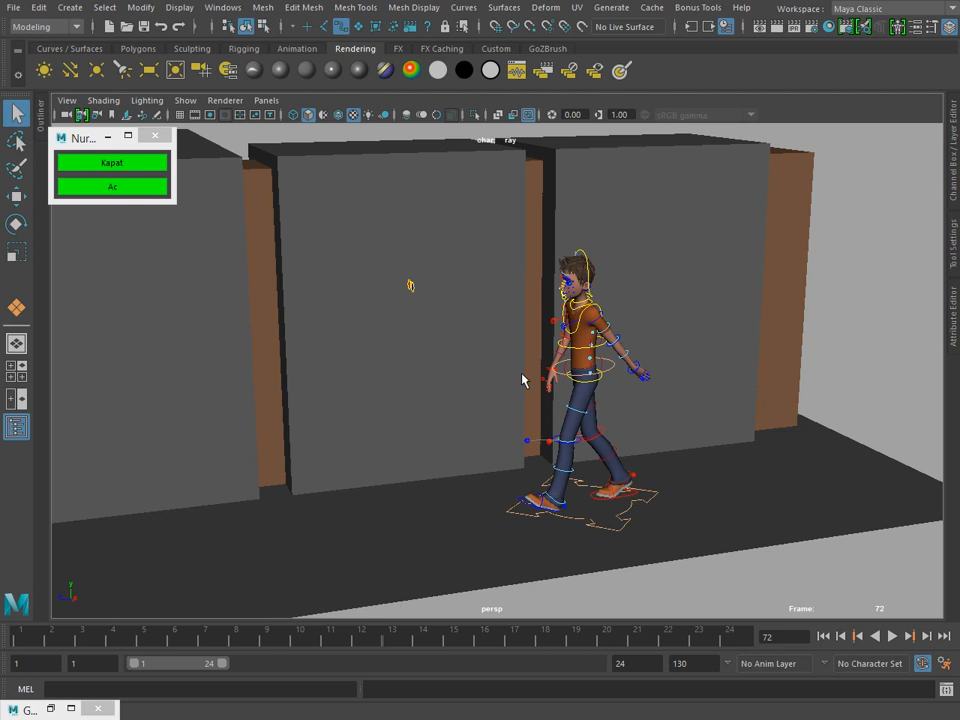 File Edit Create Select Modify Display Windows Mesh Edit Mesh Mesh Tools Mesh Display Curves Surfaces Deform UV Generate Cache Bonus Tools Help Workspace : Maya Classic
Modeling No Live Surface
Curves / Surfaces Polygons Sculpting Rigging Animation Rendering FX FX Caching Custom GoZBrush
View Shading Lighting Show Renderer Panels
0.00 1.00 sRGB gamma
Outliner
Nur...
Kapat
Ac
ray
Channel Box / Layer Editor
Tool Settings
Attribute Editor
y
persp
Frame: 72
1 2 3 4 5 6 7 8 9 10 11 12 13 14 15 16 17 18 19 20 21 22 23 24 72
1 1 1 24 24 130 No Anim Layer No Character Set
MEL
G...